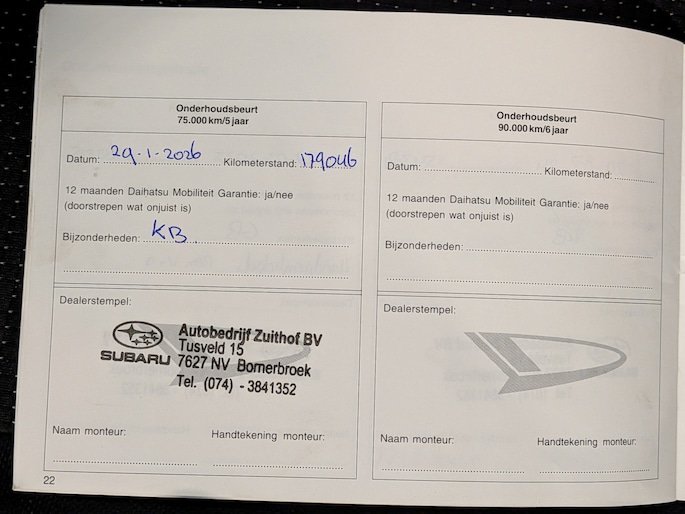 Onderhoudsbeurt
75.000 km/5 jaar
Datum: 29-1-2026 Kilometerstand: 179046
12 maanden Daihatsu Mobiliteit Garantie: ja/nee
(doorstrepen wat onjuist is)
Bijzonderheden: KB
Dealerstempel:
SUBARU
Autobedrijf Zuithof BV
Tusveld 15
7627 NV Bornerbroek
Tel. (074) - 3841352
Naam monteur: Handtekening monteur:
22
Onderhoudsbeurt
90.000 km/6 jaar
Datum: Kilometerstand:
12 maanden Daihatsu Mobiliteit Garantie: ja/nee
(doorstrepen wat onjuist is)
Bijzonderheden:
Dealerstempel:
Naam monteur: Handtekening monteur: